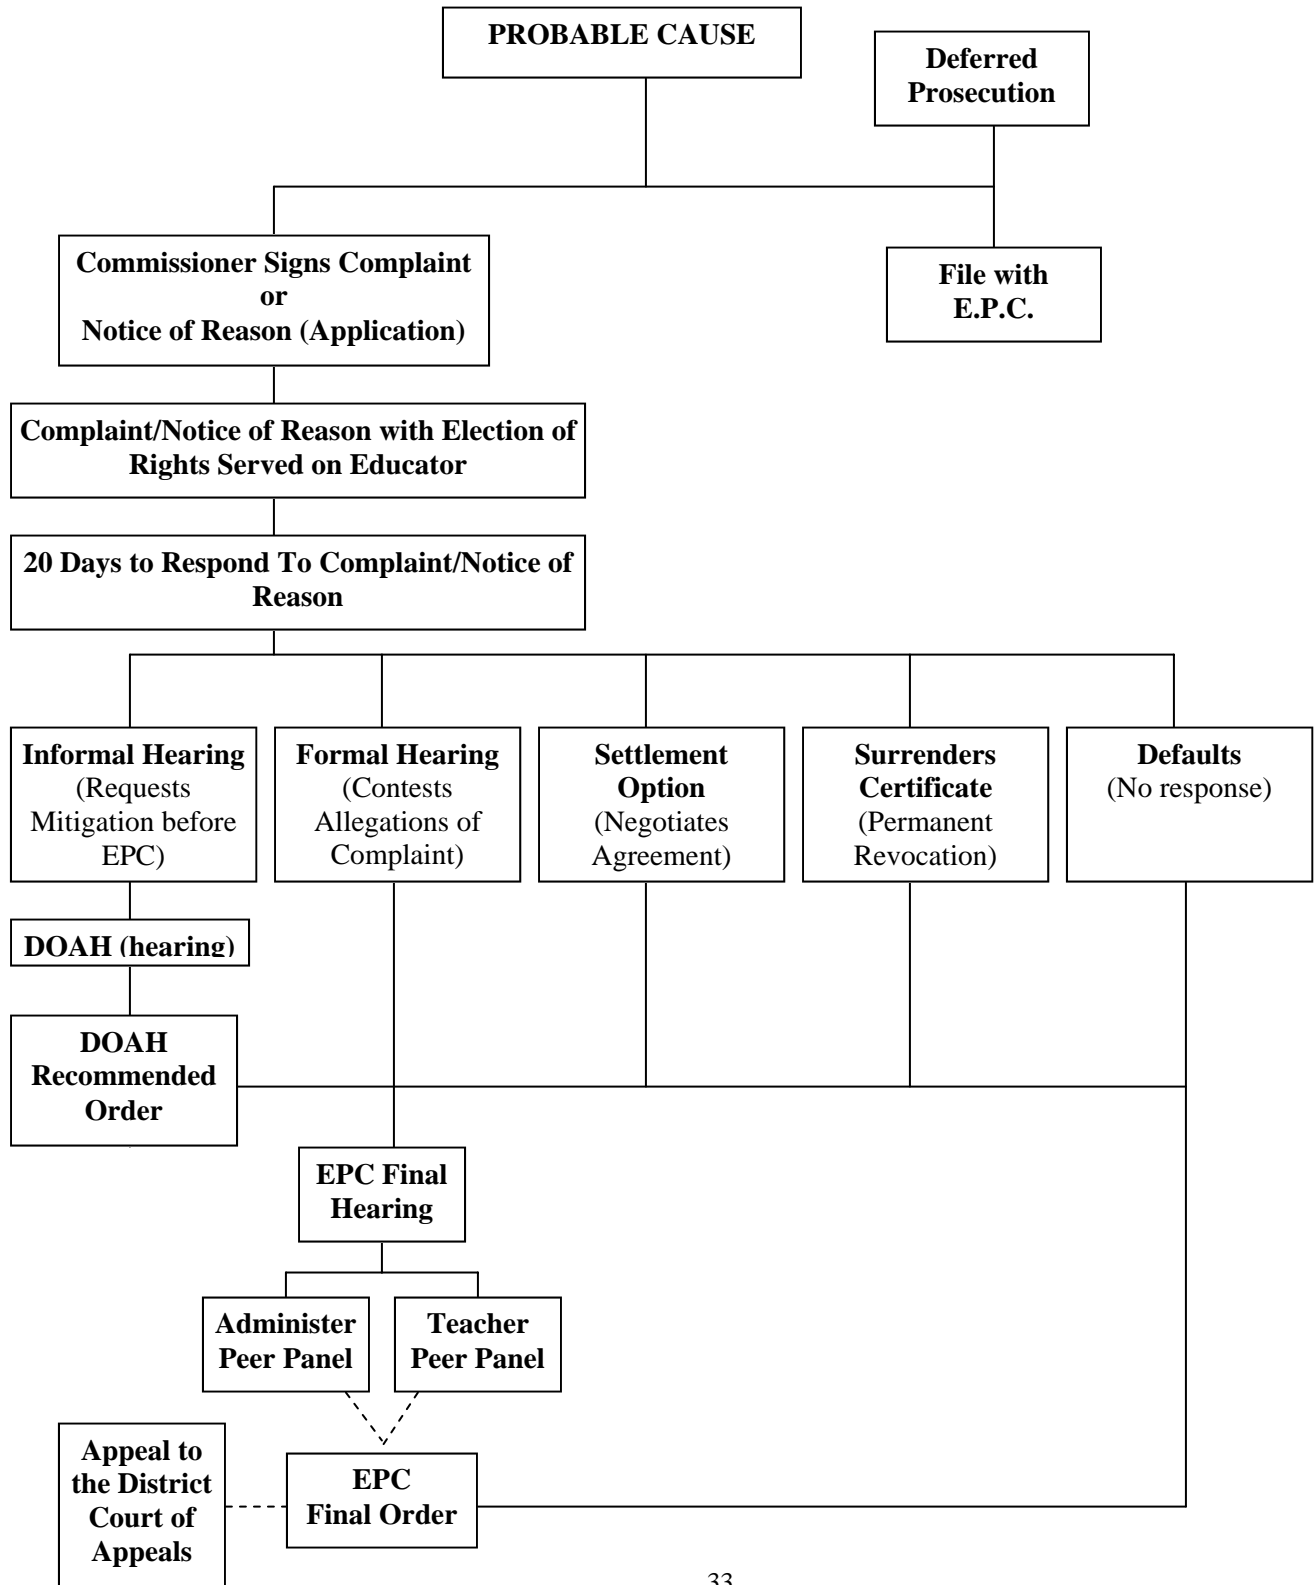 PROBABLE CAUSE
Deferred
Prosecution
Commissioner Signs Complaint
or
Notice of Reason (Application)
File with
E.P.C.
Complaint/Notice of Reason with Election of
Rights Served on Educator
20 Days to Respond To Complaint/Notice of
Reason
Informal Hearing
(Requests
Mitigation before
EPC)
Formal Hearing
(Contests
Allegations of
Complaint)
Settlement
Option
(Negotiates
Agreement)
Surrenders
Certificate
(Permanent
Revocation)
Defaults
(No response)
DOAH (hearing)
DOAH
Recommended
Order
EPC Final
Hearing
Administer
Peer Panel
Teacher
Peer Panel
Appeal to
the District
Court of
Appeals
EPC
Final Order
33